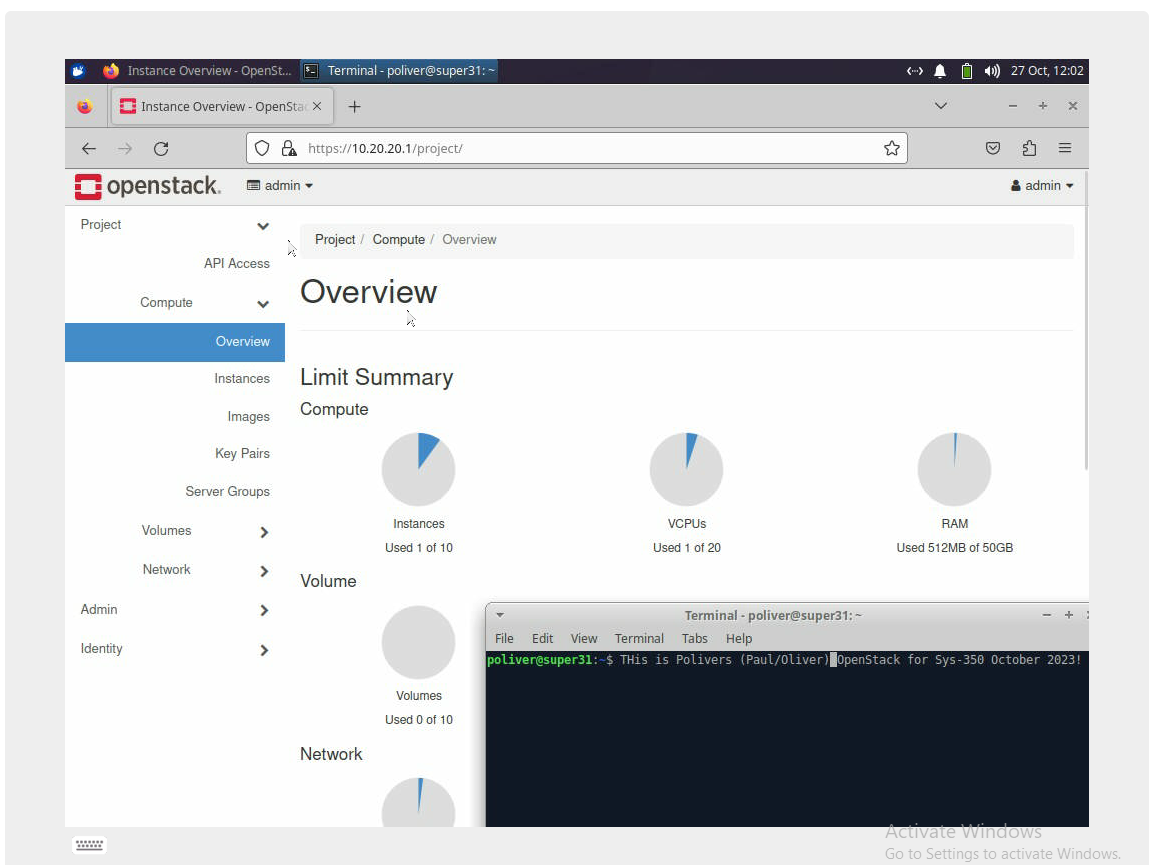 Instance Overview - OpenSt... Terminal - poliver@super31: ~ 27 Oct, 12:02
Instance Overview - OpenStac
https://10.20.20.1/project/
openstack. admin admin
Project
API Access
Compute
Overview
Instances
Images
Key Pairs
Server Groups
Volumes
Network
Admin
Identity
Project / Compute / Overview
Overview
Limit Summary
Compute
Instances
Used 1 of 10
VCPUs
Used 1 of 20
RAM
Used 512MB of 50GB
Volume
Volumes
Used 0 of 10
Network
Terminal - poliver@super31: ~
File Edit View Terminal Tabs Help
poliver@super31:~$ THis is Polivers (Paul/Oliver) OpenStack for Sys-350 October 2023!
Activate Windows
Go to Settings to activate Windows.